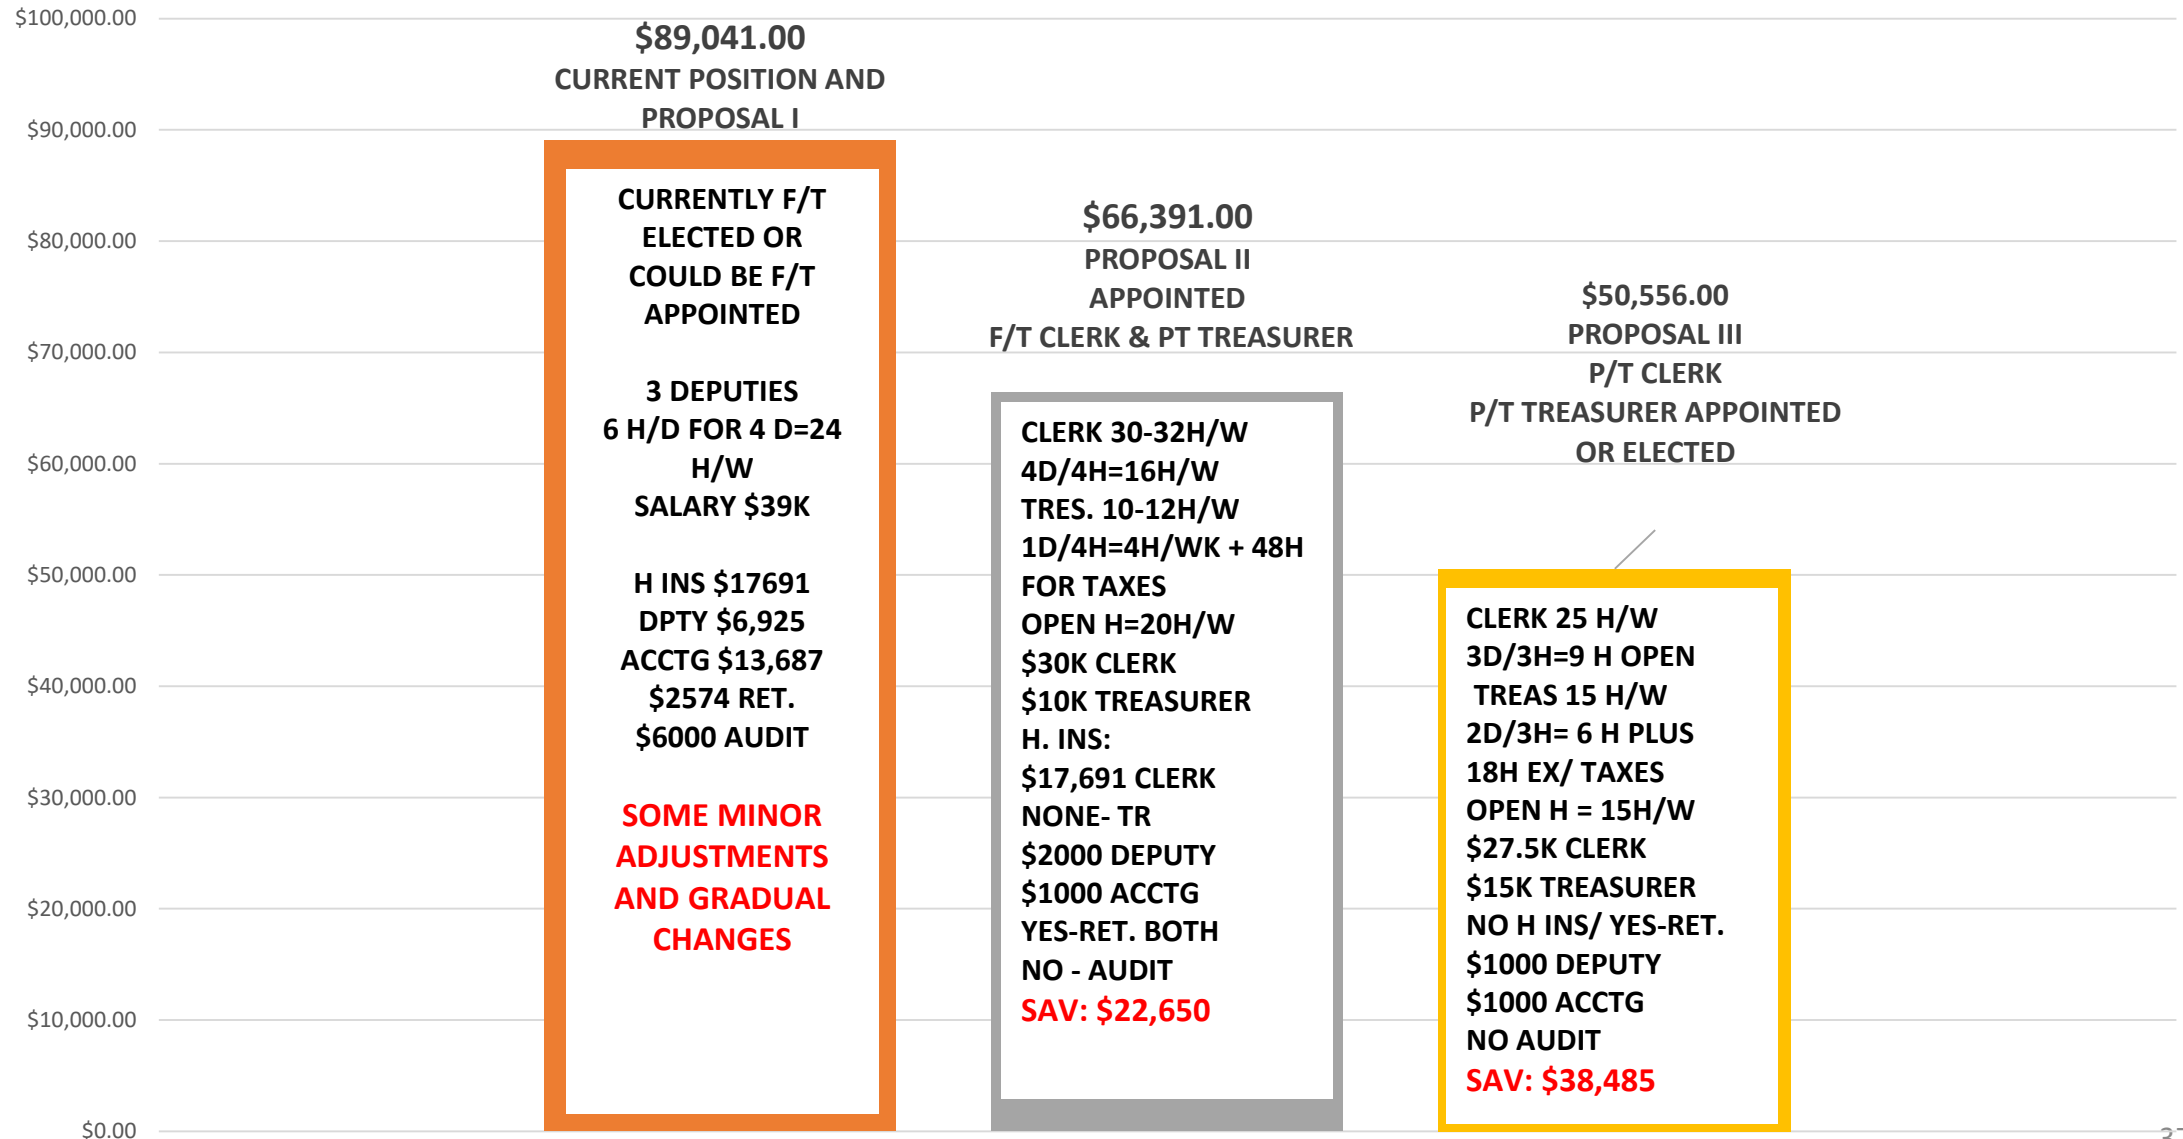 $100,000.00
$90,000.00
$80,000.00
$70,000.00
$60,000.00
$50,000.00
$40,000.00
$30,000.00
$20,000.00
$10,000.00
$0.00
$89,041.00
CURRENT POSITION AND
PROPOSAL I
CURRENTLY F/T
ELECTED OR
COULD BE F/T
APPOINTED
3 DEPUTIES
6 H/D FOR 4 D=24
H/W
SALARY $39K
H INS $17691
DPTY $6,925
ACCTG $13,687
$2574 RET.
$6000 AUDIT
SOME MINOR
ADJUSTMENTS
AND GRADUAL
CHANGES
$66,391.00
PROPOSAL II
APPOINTED
F/T CLERK & PT TREASURER
CLERK 30-32H/W
4D/4H=16H/W
TRES. 10-12H/W
1D/4H=4H/WK + 48H
FOR TAXES
OPEN H=20H/W
$30K CLERK
$10K TREASURER
H. INS:
$17,691 CLERK
NONE- TR
$2000 DEPUTY
$1000 ACCTG
YES-RET. BOTH
NO - AUDIT
SAV: $22,650
$50,556.00
PROPOSAL III
P/T CLERK
P/T TREASURER APPOINTED
OR ELECTED
CLERK 25 H/W
3D/3H=9 H OPEN
TREAS 15 H/W
2D/3H= 6 H PLUS
18H EX/ TAXES
OPEN H = 15H/W
$27.5K CLERK
$15K TREASURER
NO H INS/ YES-RET.
$1000 DEPUTY
$1000 ACCTG
NO AUDIT
SAV: $38,485